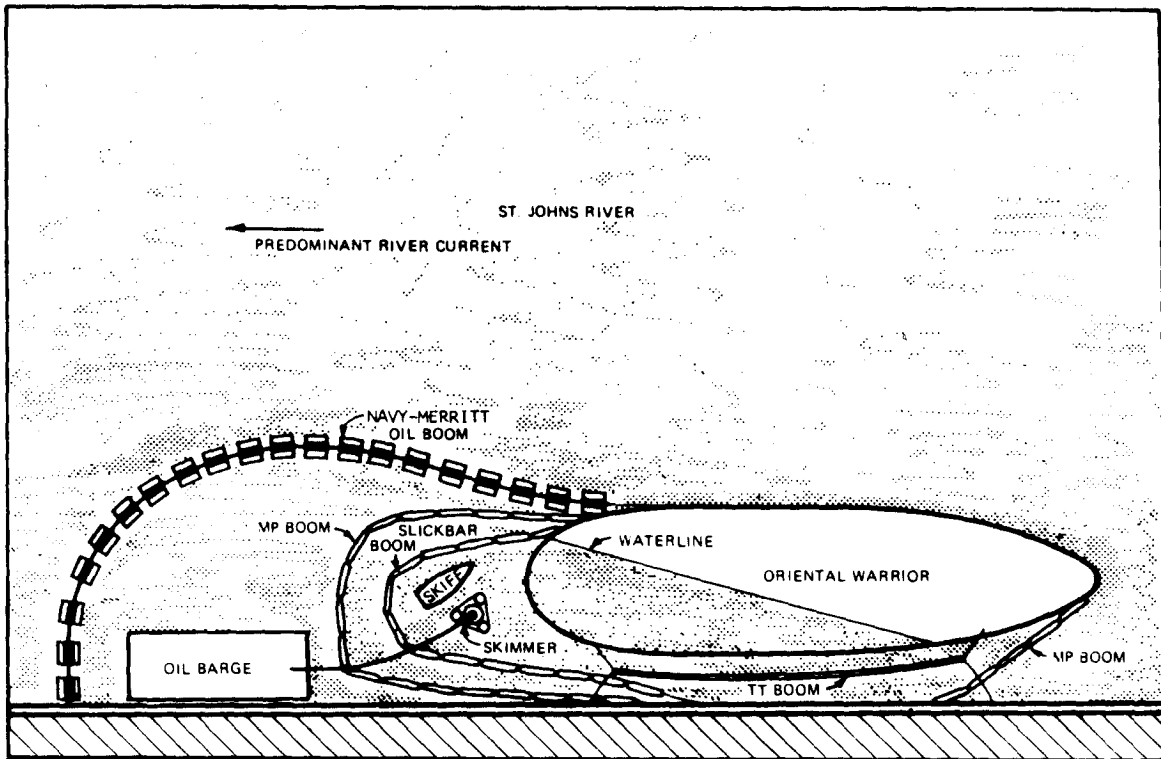 ST. JOHNS RIVER
PREDOMINANT RIVER CURRENT
NAVY-MERRITT
OIL BOOM
MP BOOM
SLICKBAR
BOOM
WATERLINE
SKIFF
ORIENTAL WARRIOR
SKIMMER
OIL BARGE
MP BOOM
TT BOOM